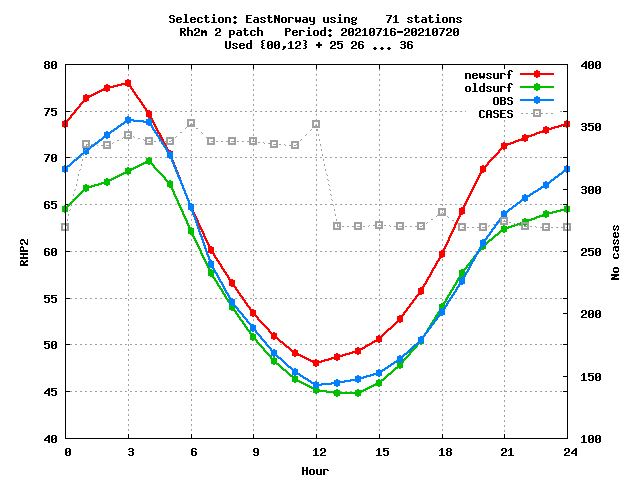 Selection: EastNorway using    71 stations
Rh2m 2 patch   Period: 20210716-20210720
Used {00,12} + 25 26 ... 36
newsurf
oldsurf
OBS
CASES
80
75
70
65
60
55
50
45
40
400
350
300
250
200
150
100
RHP2
No cases
0 3 6 9 12 15 18 21 24
Hour